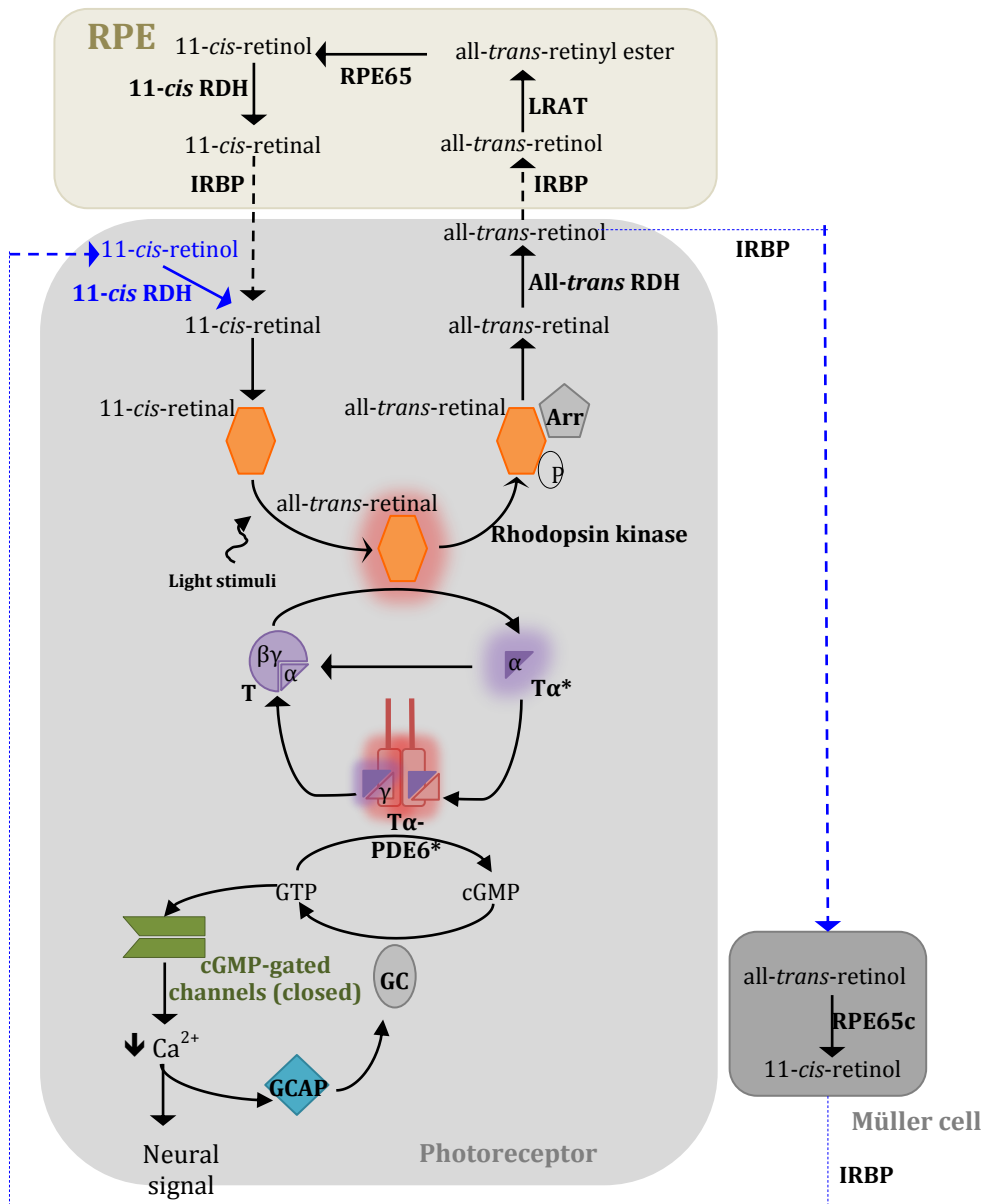 RPE
11-cis-retinol
all-trans-retinyl ester
RPE65
11-cis RDH
LRAT
11-cis-retinal
all-trans-retinol
IRBP
IRBP
11-cis-retinol
all-trans-retinol
IRBP
11-cis RDH
All-trans RDH
11-cis-retinal
all-trans-retinal
11-cis-retinal
all-trans-retinal
Arr
P
all-trans-retinal
Rhodopsin kinase
Light stimuli
βγ
α
T
α
Tα*
γ
Tα-
PDE6*
GTP
cGMP
cGMP-gated
channels (closed)
GC
all-trans-retinol
RPE65c
11-cis-retinol
Ca2+
GCAP
Müller cell
Neural
signal
Photoreceptor
IRBP